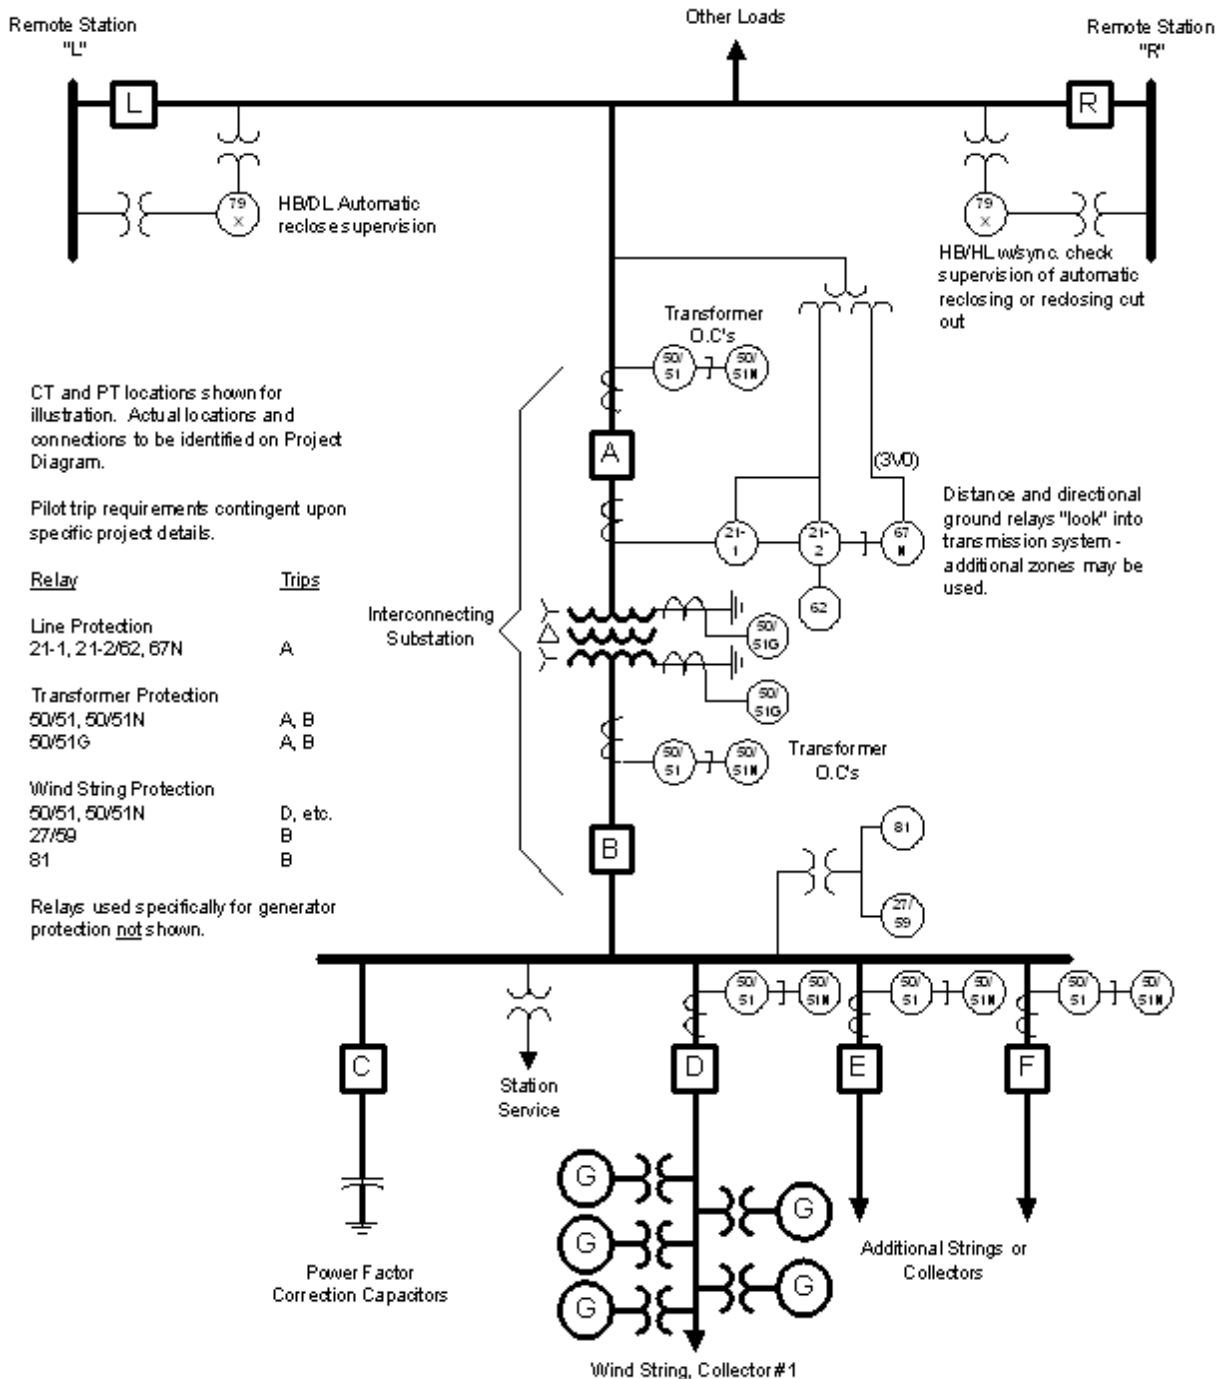 Other Loads
Remote Station
"L"
Remote Station
"R"
L
R
79
X
HB/DL Automatic
reclose supervision
79
X
HB/HL w/sync. check
supervision of automatic
reclosing or reclosing cut
out
Transformer
O.C's
50/
51
50/
51N
CT and PT locations shown for
illustration. Actual locations and
connections to be identified on Project
Diagram.
A
(3V0)
Pilot trip requirements contingent upon
specific project details.
21-
1
21-
2
67
N
62
Distance and directional
ground relays "look" into
transmission system -
additional zones may be
used.
Relay Trips
Line Protection
21-1, 21-2/62, 67N A
Transformer Protection
50/51, 50/51N A, B
50/51G A, B
Wind String Protection
50/51, 50/51N D, etc.
27/59 B
81 B
Relays used specifically for generator
protection not shown.
Interconnecting
Substation
50/
51G
50/
51G
50/
51
50/
51N
Transformer
O.C's
B
81
27/
59
50/
51
50/
51N
50/
51
50/
51N
50/
51
50/
51N
C
D
E
F
Station
Service
G
G
G
G
G
Power Factor
Correction Capacitors
Additional Strings or
Collectors
Wind String, Collector #1